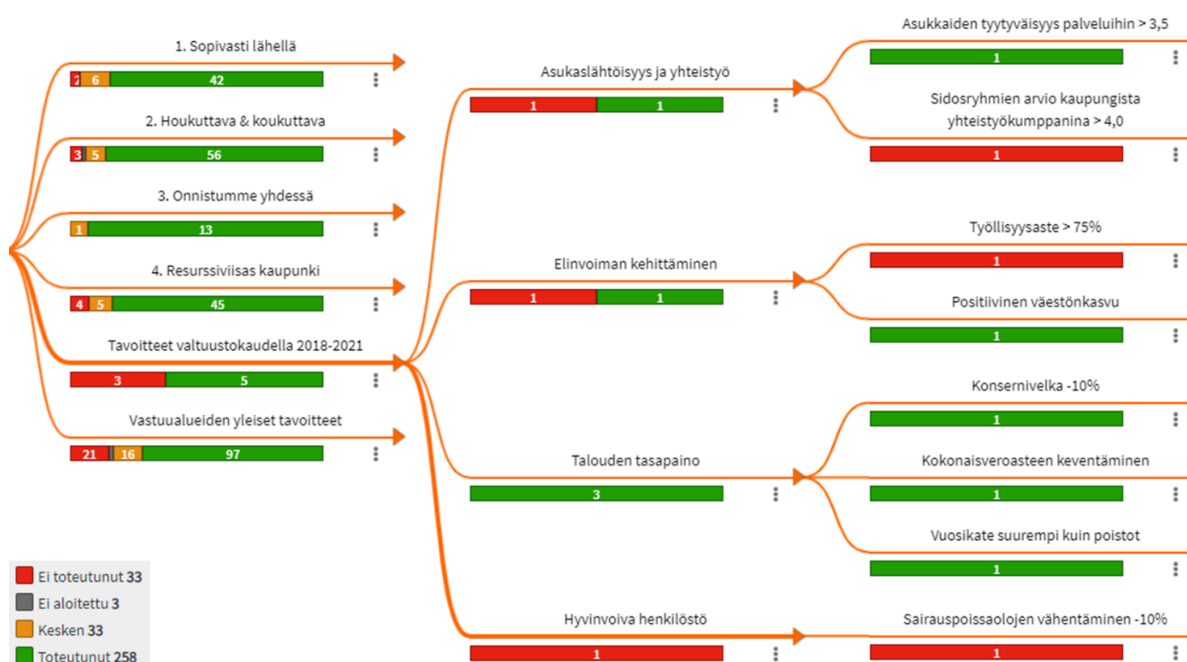 1. Sopivasti lähellä
2 6 42
2. Houkuttava & koukuttava
3 5 56
3. Onnistumme yhdessä
1 13
4. Resurssiviisas kaupunki
4 5 45
Tavoitteet valtuustokaudella 2018-2021
3 5
Vastuualueiden yleiset tavoitteet
21 16 97
Asukaslähtöisyys ja yhteistyö
1 1
Elinvoiman kehittäminen
1 1
Talouden tasapaino
3
Hyvinvoiva henkilöstö
1
Asukkaiden tyytyväisyys palveluihin > 3,5
1
Sidosryhmien arvio kaupungista
yhteistyökumppanina > 4,0
1
Työllisyysaste > 75%
1
Positiivinen väestönkasvu
1
Konsernivelka -10%
1
Kokonaisveroasteen keventäminen
1
Vuosikate suurempi kuin poistot
1
Sairauspoissaolojen vähentäminen -10%
1
Ei toteutunut 33
Ei aloitettu 3
Kesken 33
Toteutunut 258